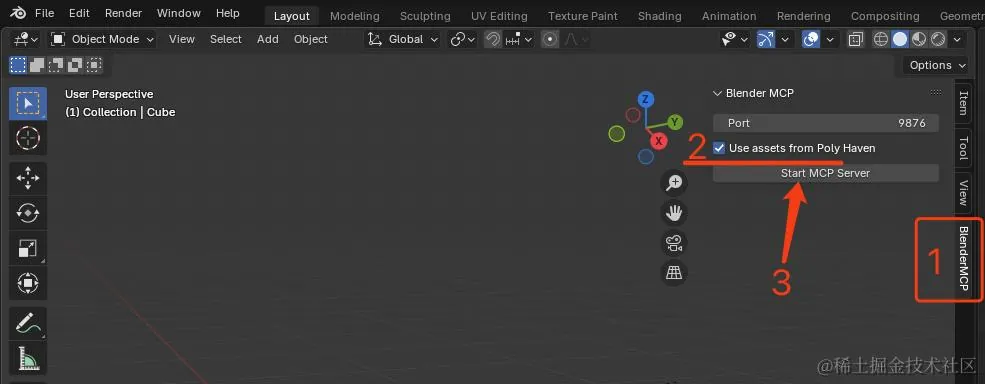 File Edit Render Window Help Layout Modeling Sculpting UV Editing Texture Paint Shading Animation Rendering Compositing Geomet
Object Mode View Select Add Object Global
Options
User Perspective
(1) Collection | Cube
Blender MCP
Port 9876
Use assets from Poly Haven
Start MCP Server
Z
Y
X
2
3
1
Item
Tool
View
BlenderMCP
@稀土掘金技术社区